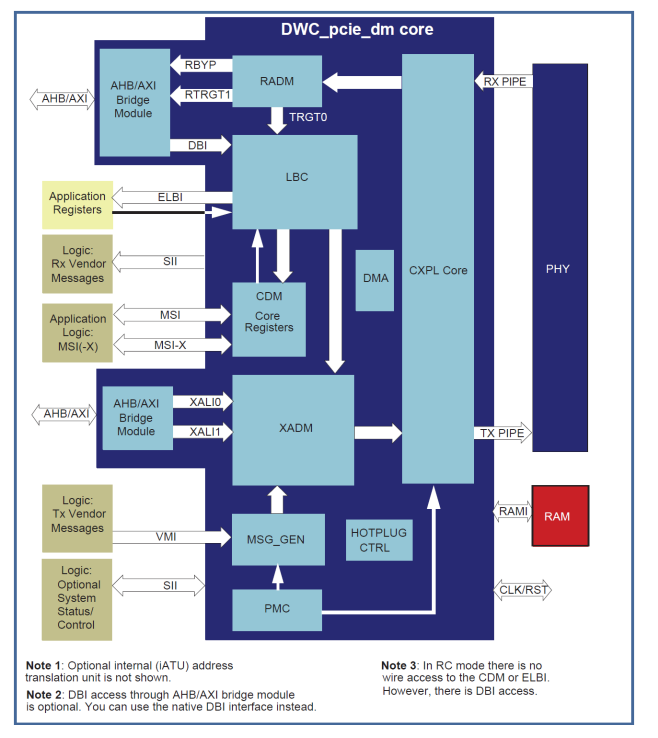 DWC_pcie_dm core
RBYP
RADM
AHB/AXI
Bridge
Module
AHB/AXI
RTRGT1
RX PIPE
TRGT0
DBI
LBC
Application
Registers
ELBI
Logic:
Rx Vendor
Messages
SII
DMA
CXPL Core
PHY
CDM
Core
Registers
Application
Logic:
MSI(-X)
MSI
MSI-X
AHB/AXI
AHB/AXI
Bridge
Module
XALI0
XALI1
XADM
TX PIPE
Logic:
Tx Vendor
Messages
VMI
MSG_GEN
HOTPLUG
CTRL
RAMI
RAM
Logic:
Optional
System
Status/
Control
SII
PMC
CLK/RST
Note 1: Optional internal (iATU) address
translation unit is not shown.
Note 2: DBI access through AHB/AXI bridge module
is optional. You can use the native DBI interface instead.
Note 3: In RC mode there is no
wire access to the CDM or ELBI.
However, there is DBI access.